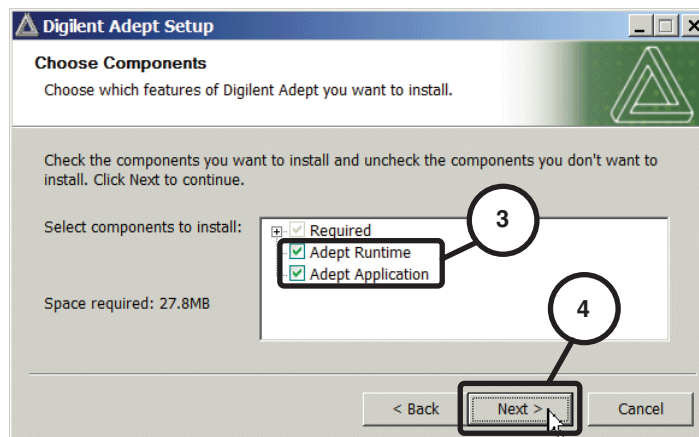 Digilent Adept Setup
Choose Components
Choose which features of Digilent Adept you want to install.
Check the components you want to install and uncheck the components you don't want to
install. Click Next to continue.
Select components to install:
Required
Adept Runtime
Adept Application
3
Space required: 27.8MB
4
< Back
Next >
Cancel